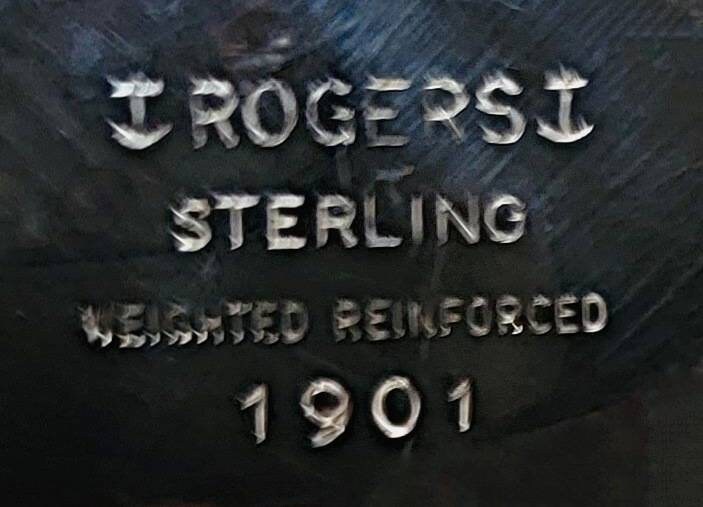 ROGERS
STERLING
WEIGHTED REINFORCED
1901